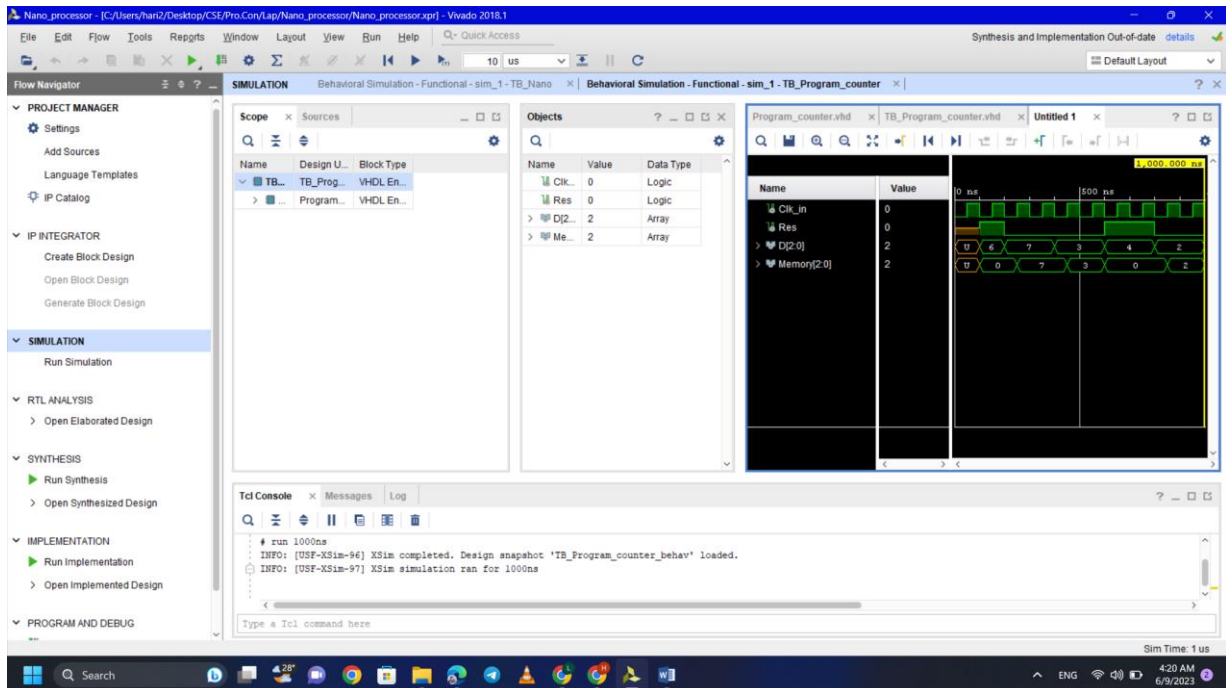 Nano_processor - [C:/Users/hari2/Desktop/CSE/Pro.Con/Lap/Nano_processor/Nano_processor.xpr] - Vivado 2018.1
File Edit Flow Tools Reports Window Layout View Run Help Q- Quick Access
Synthesis and Implementation Out-of-date details
10 us
Default Layout
Flow Navigator
SIMULATION Behavioral Simulation - Functional - sim_1 - TB_Nano Behavioral Simulation - Functional - sim_1 - TB_Program_counter
PROJECT MANAGER
Settings
Add Sources
Language Templates
IP Catalog
IP INTEGRATOR
Create Block Design
Open Block Design
Generate Block Design
SIMULATION
Run Simulation
RTL ANALYSIS
Open Elaborated Design
SYNTHESIS
Run Synthesis
Open Synthesized Design
IMPLEMENTATION
Run Implementation
Open Implemented Design
PROGRAM AND DEBUG
Scope Sources
Name Design U... Block Type
TB... TB_Prog... VHDL En...
... Program... VHDL En...
Objects
Name Value Data Type
Clk... 0 Logic
Res 0 Logic
D[2... 2 Array
Me... 2 Array
Program_counter.vhd TB_Program_counter.vhd Untitled 1
1,000.000 ns
Name Value 0 ns 500 ns
Clk_in 0
Res 0
D[2:0] 2 U 6 7 3 4 2
Memory[2:0] 2 U 0 7 3 0 2
Tcl Console Messages Log
# run 1000ns
INFO: [USF-XSim-96] XSim completed. Design snapshot 'TB_Program_counter_behav' loaded.
INFO: [USF-XSim-97] XSim simulation ran for 1000ns
Type a Tcl command here
Sim Time: 1 us
Search
28°
ENG
4:20 AM
6/9/2023
2